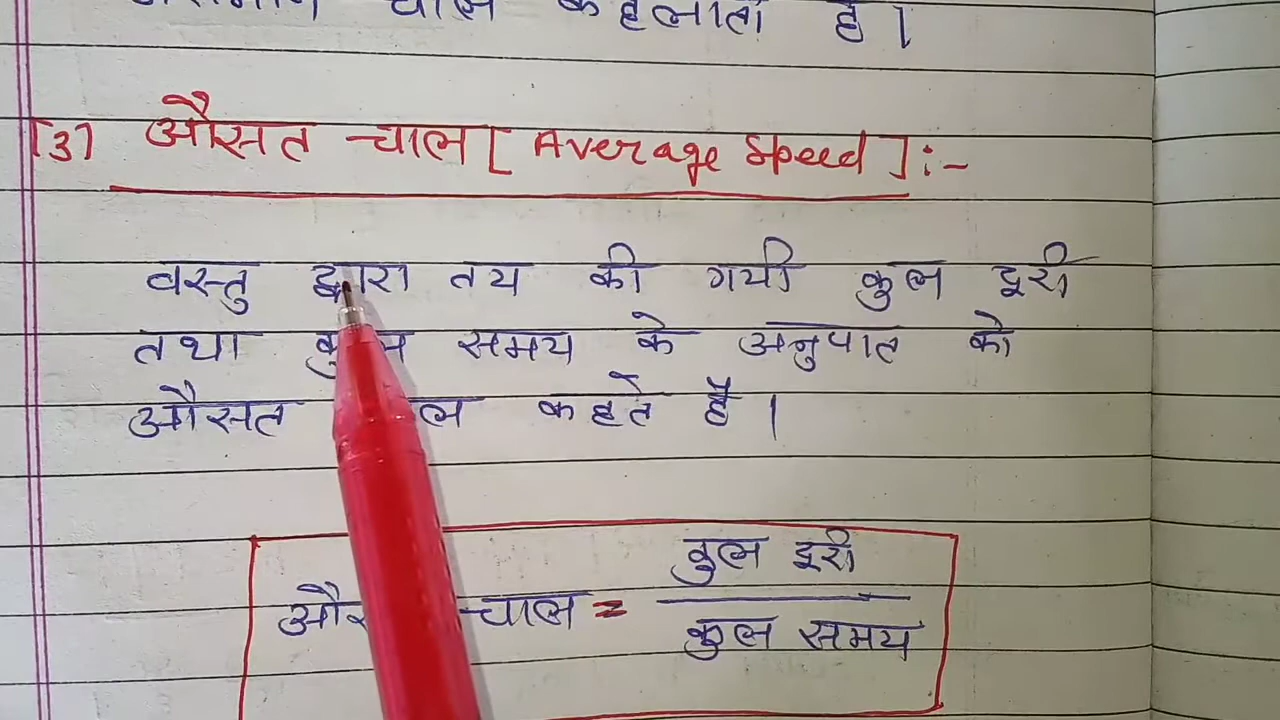 चाल कहलाती है।
[3] औसत चाल [Average Speed] :-
वस्तु द्वारा तय की गयी कुल दूरी
तथा समय के अनुपात को
औसत कहते है।
कुल दूरी
चाल =
कुल समय